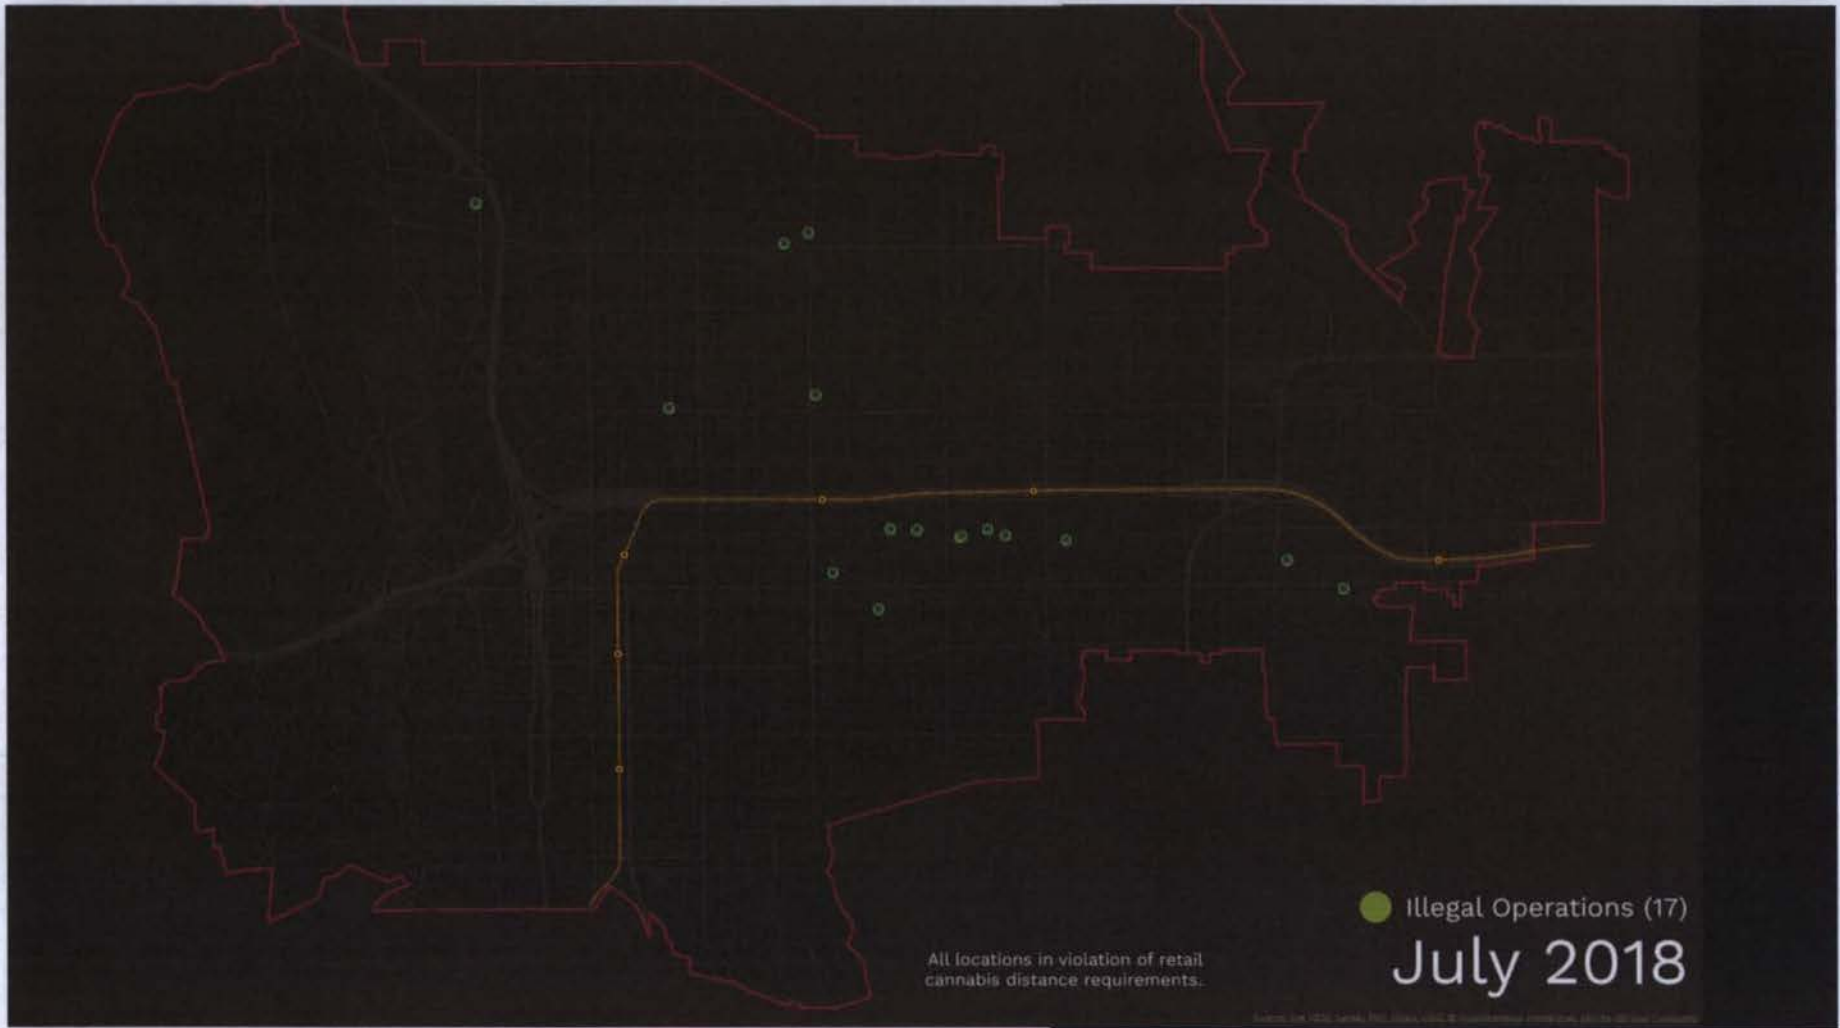 Illegal Operations (17)
July 2018
All locations in violation of retail
cannabis distance requirements.